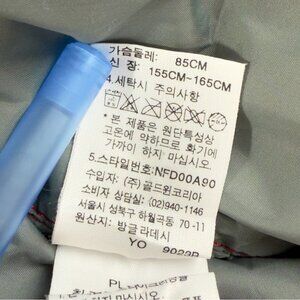 가슴둘레: 85CM
신 장: 155CM~165CM
4.세탁시 주의사항
* 본 제품은 원단특성상
고온에 약하므로 화기에
가까이 하지 마십시오.
5.스타일번호:NFD00A90
수입자: (주)골드윈코리아
소비자 상담실: (02)940-1146
서울시 성북구 하월곡동 46-11
원산지: 방글라데시
YO